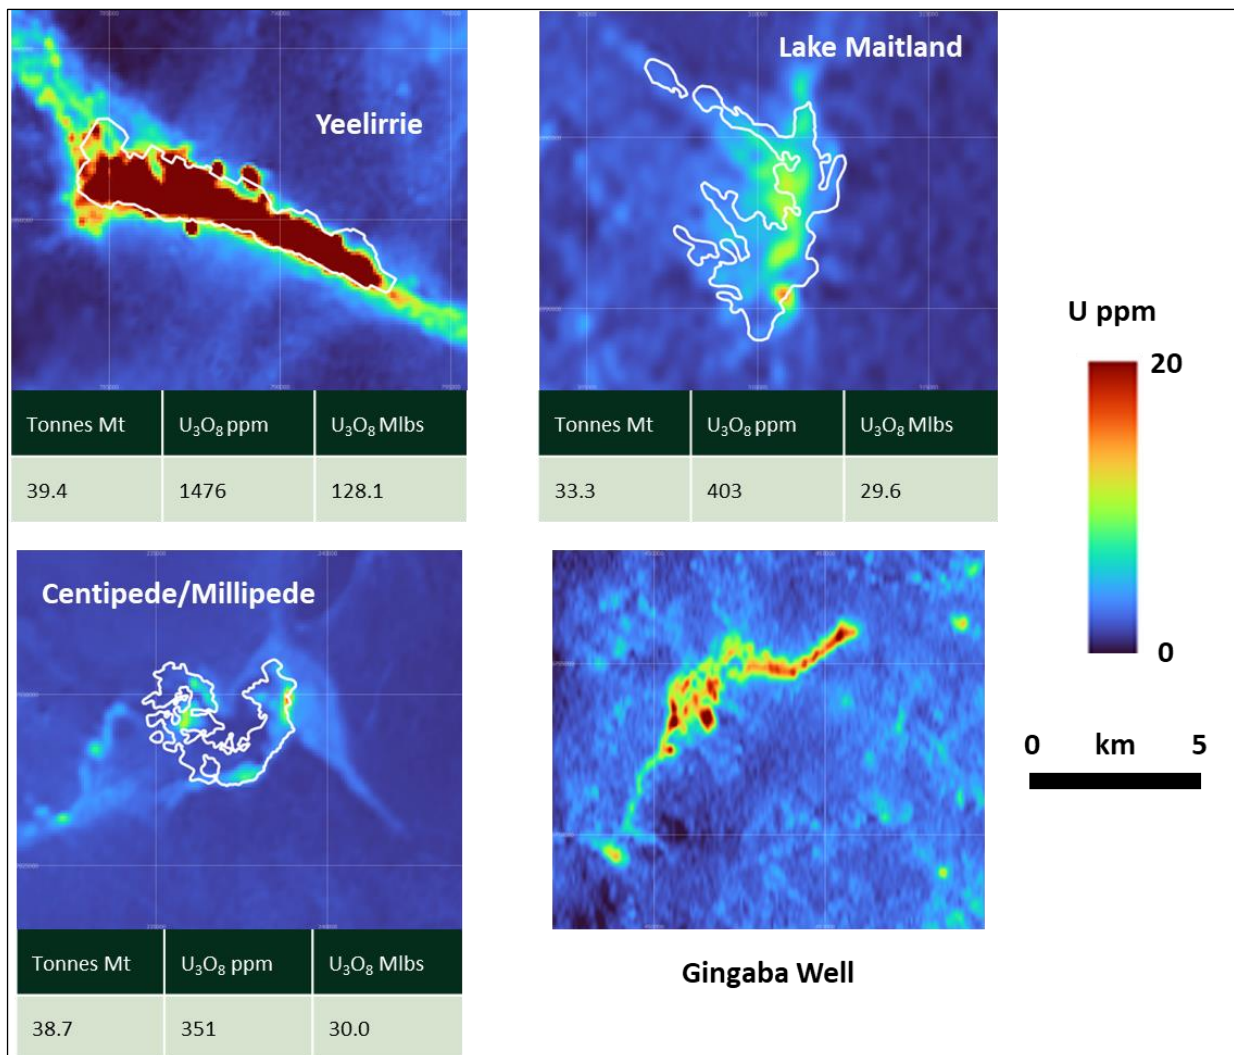 Yeelirrie
Lake Maitland
Tonnes Mt U₃O₈ ppm U₃O₈ Mlbs
39.4 1476 128.1
Tonnes Mt U₃O₈ ppm U₃O₈ Mlbs
33.3 403 29.6
U ppm
20
0
0 km 5
Centipede/Millipede
Tonnes Mt U₃O₈ ppm U₃O₈ Mlbs
38.7 351 30.0
Gingaba Well